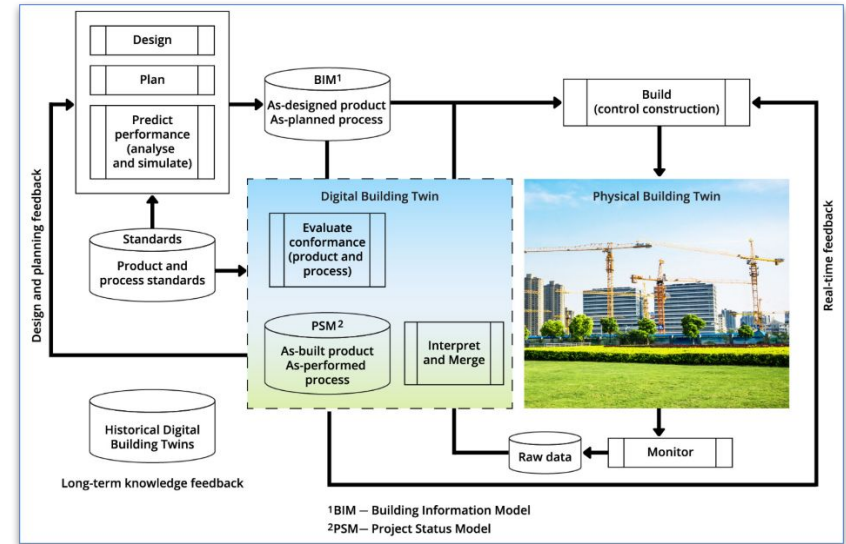 Design
Plan
Predict
performance
(analyse
and simulate)
BIM¹
As-designed product
As-planned process
Build
(control construction)
Digital Building Twin
Physical Building Twin
Evaluate
conformance
(product and
process)
Standards
Product and
process standards
Design and planning feedback
Real-time feedback
PSM²
As-built product
As-performed
process
Interpret
and Merge
Historical Digital
Building Twins
Raw data
Monitor
Long-term knowledge feedback
¹BIM — Building Information Model
²PSM— Project Status Model